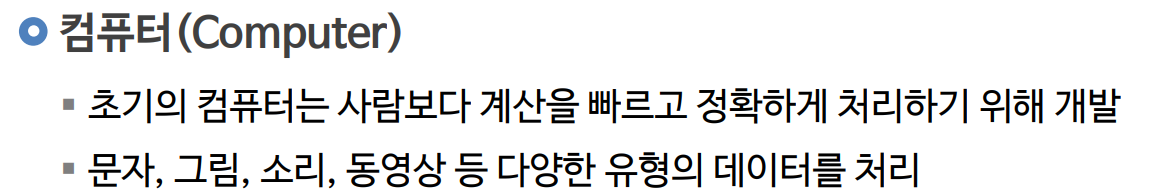 컴퓨터(Computer)
초기의 컴퓨터는 사람보다 계산을 빠르고 정확하게 처리하기 위해 개발
문자, 그림, 소리, 동영상 등 다양한 유형의 데이터를 처리